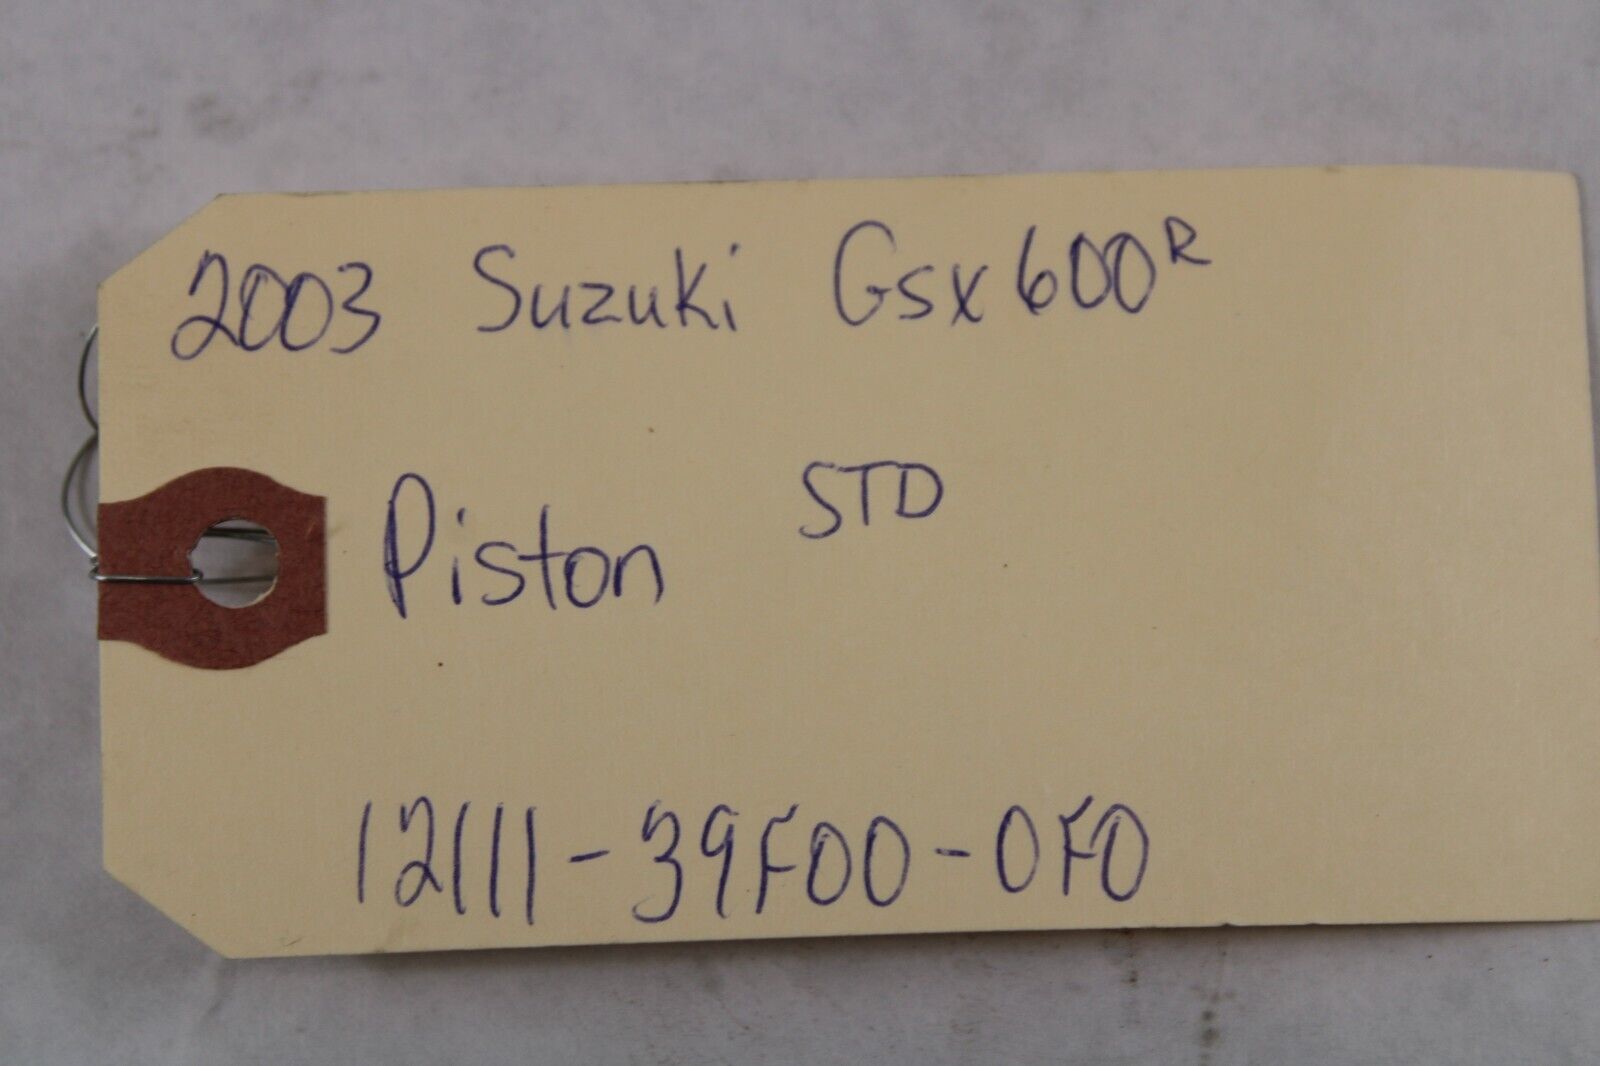 2003 Suzuki Gsx600R
Piston STD
12111-39F00-0F0